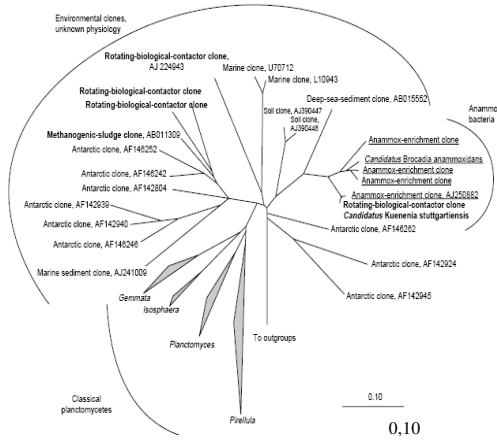 Environmental clones,
unknown physiology
Rotating-biological-contactor clone,
AJ 224943
Marine clone, U70712
Marine clone, L10943
Rotating-biological-contactor clone
Rotating-biological-contactor clone
Soil clone, AJ390447
Soil clone,
AJ390446
Deep-sea-sediment clone, AB015552
Anammox
bacteria
Methanogenic-sludge clone, AB011309
Antarctic clone, AF146252
Anammox-enrichment clone
Candidatus Brocadia anammoxidans
Anammox-enrichment clone
Anammox-enrichment clone
Antarctic clone, AF146242
Antarctic clone, AF142804
Anammox-enrichment clone, AJ250882
Rotating-biological-contactor clone
Candidatus Kuenenia stuttgartiensis
Antarctic clone, AF142939
Antarctic clone, AF142940
Antarctic clone, AF146262
Antarctic clone, AF146246
Antarctic clone, AF142924
Marine sediment clone, AJ241009
Gemmata
Isosphaera
Antarctic clone, AF142945
Planctomyces
To outgroups
Classical
planctomycetes
Pirellula
0.10
0,10